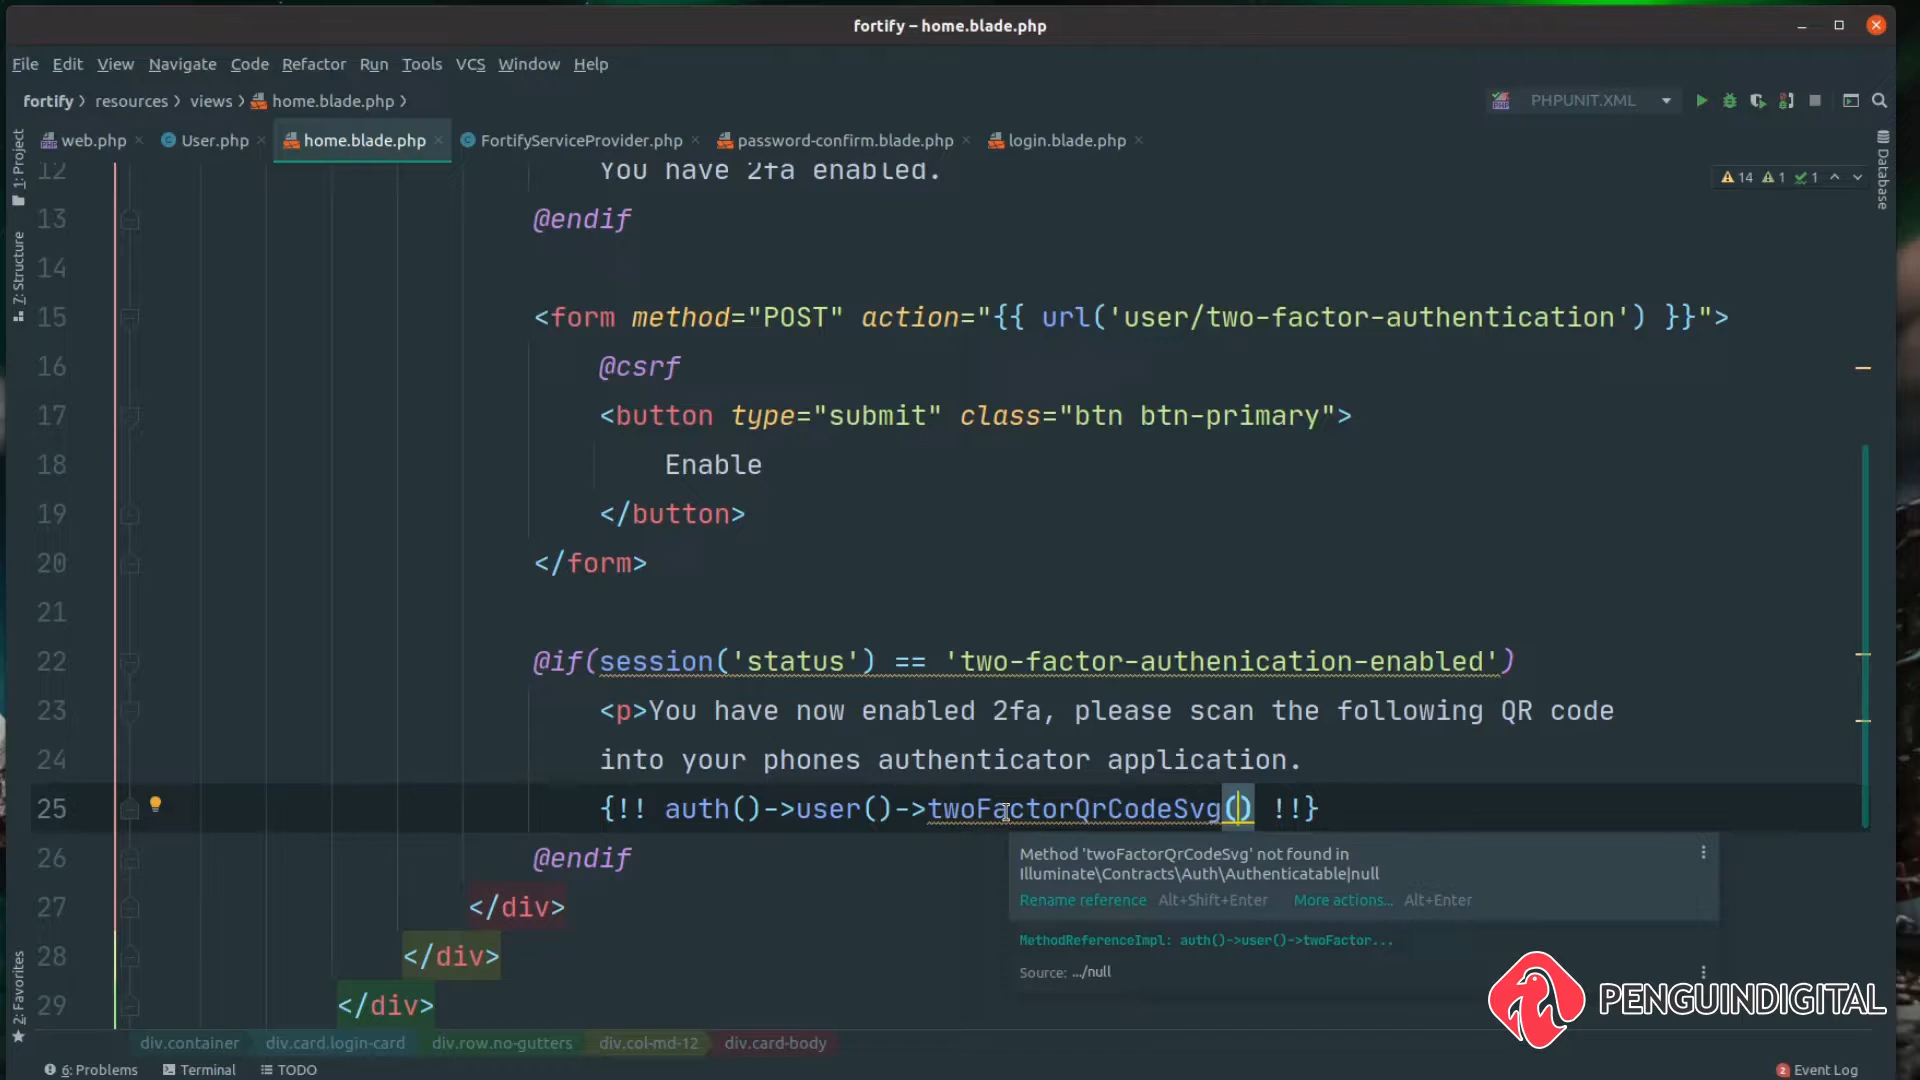 fortify – home.blade.php
File Edit View Navigate Code Refactor Run Tools VCS Window Help
fortify resources views home.blade.php
PHPUNIT.XML
web.php User.php home.blade.php FortifyServiceProvider.php password-confirm.blade.php login.blade.php
1: Project
7: Structure
2: Favorites
Database
14 1 1
12 You have 2fa enabled.
13 @endif
14
15 <form method="POST" action="{{ url('user/two-factor-authentication') }}">
16 @csrf
17 <button type="submit" class="btn btn-primary">
18 Enable
19 </button>
20 </form>
21
22 @if(session('status') == 'two-factor-authenication-enabled')
23 <p>You have now enabled 2fa, please scan the following QR code
24 into your phones authenticator application.
25 {!! auth()->user()->twoFactorQrCodeSvg() !!}
26 @endif
27 </div>
28 </div>
29 </div>
Method 'twoFactorQrCodeSvg' not found in
Illuminate\Contracts\Auth\Authenticatable|null
Rename reference Alt+Shift+Enter More actions... Alt+Enter
MethodReferenceImpl: auth()->user()->twoFactor...
Source: .../null
PENGUINDIGITAL
div.container div.card.login-card div.row.no-gutters div.col-md-12 div.card-body
6: Problems Terminal TODO 2 Event Log